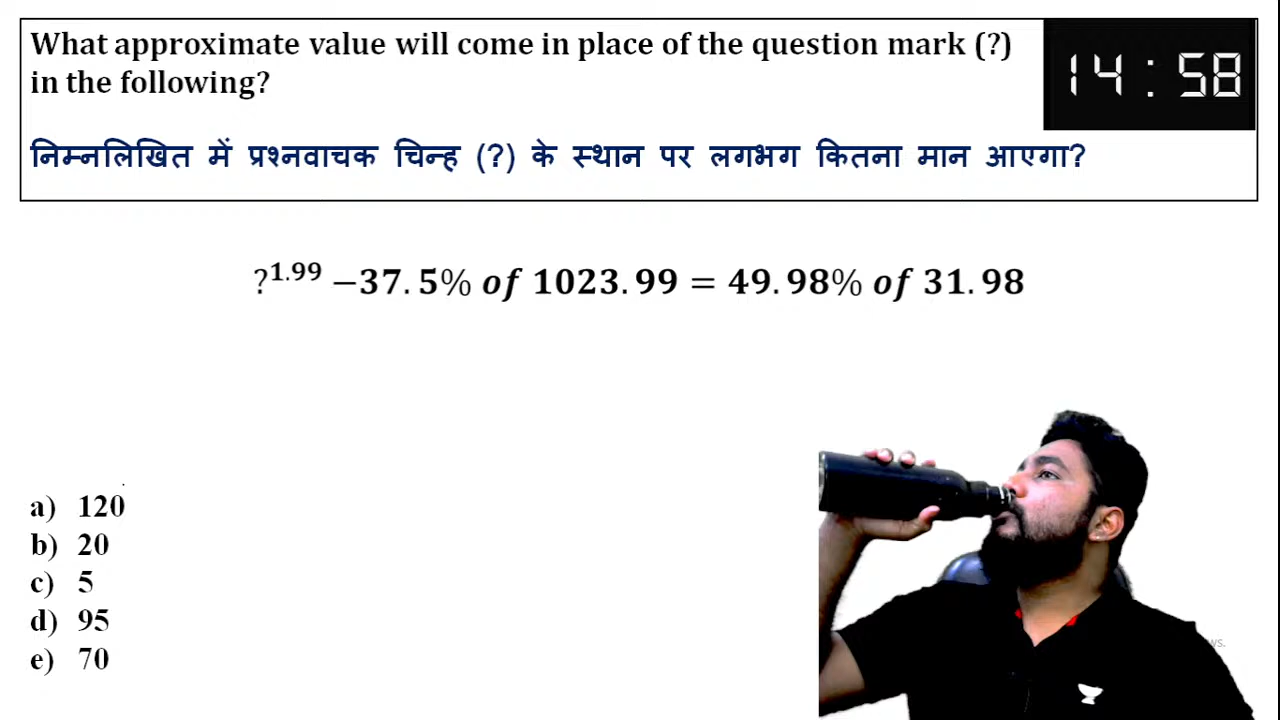 What approximate value will come in place of the question mark (?)
in the following?
14:58
निम्नलिखित में प्रश्नवाचक चिन्ह (?) के स्थान पर लगभग कितना मान आएगा?
?^1.99 −37.5% of 1023.99 = 49.98% of 31.98
a) 120
b) 20
c) 5
d) 95
e) 70